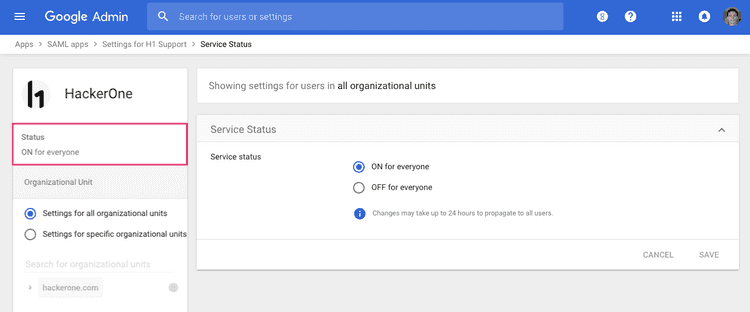 Google Admin
Search for users or settings
Apps > SAML apps > Settings for H1 Support > Service Status
HackerOne
Status
ON for everyone
Organizational Unit
Settings for all organizational units
Settings for specific organizational units
Search for organizational units
hackerone.com
Showing settings for users in all organizational units
Service Status
Service status
ON for everyone
OFF for everyone
Changes may take up to 24 hours to propagate to all users.
CANCEL
SAVE